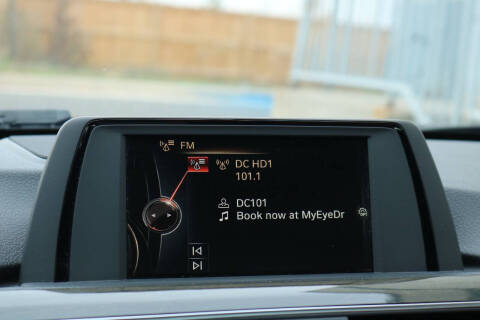 FM
DC HD1
101.1
DC101
Book now at MyEyeDr